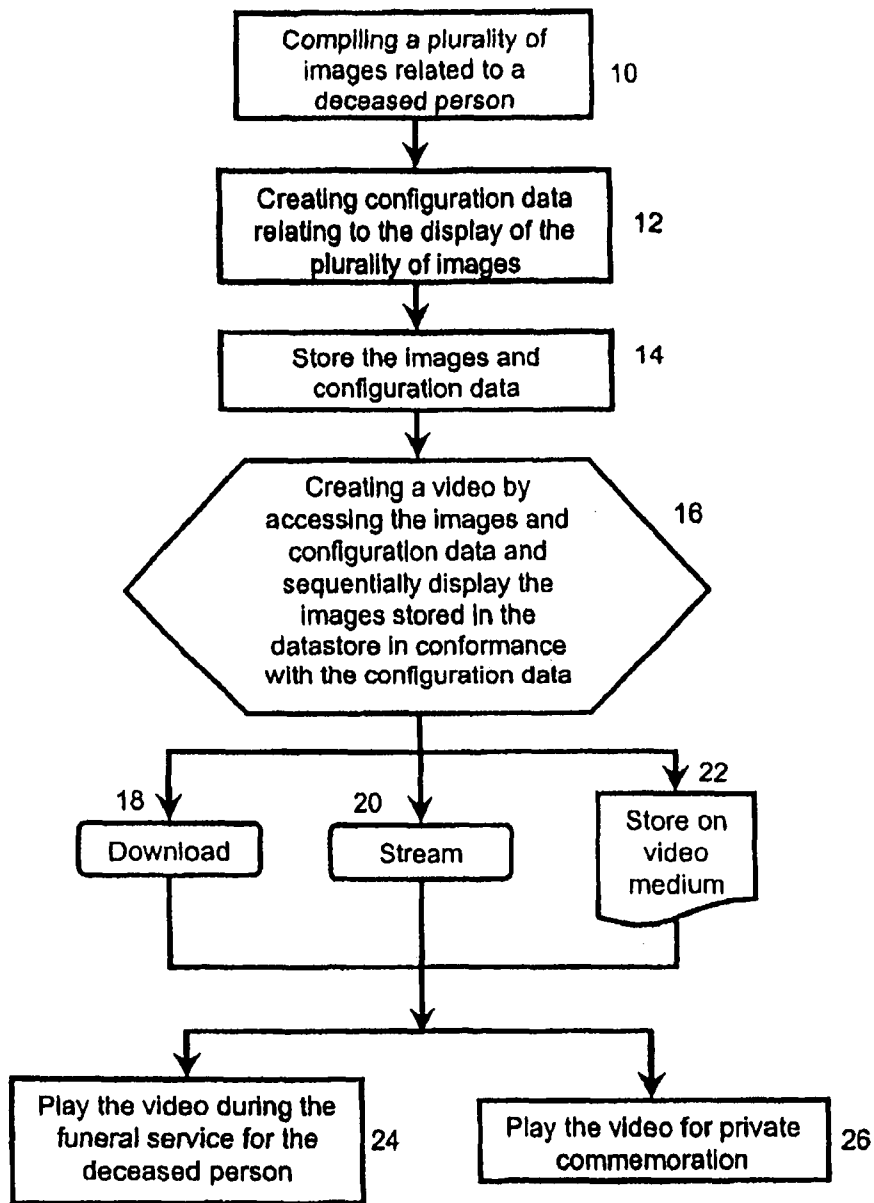 Compiling a plurality of
images related to a
deceased person
10
Creating configuration data
relating to the display of the
plurality of images
12
Store the images and
configuration data
14
Creating a video by
accessing the images and
configuration data and
sequentially display the
images stored in the
datastore in conformance
with the configuration data
16
18
Download
20
Stream
22
Store on
video
medium
Play the video during the
funeral service for the
deceased person
24
Play the video for private
commemoration
26